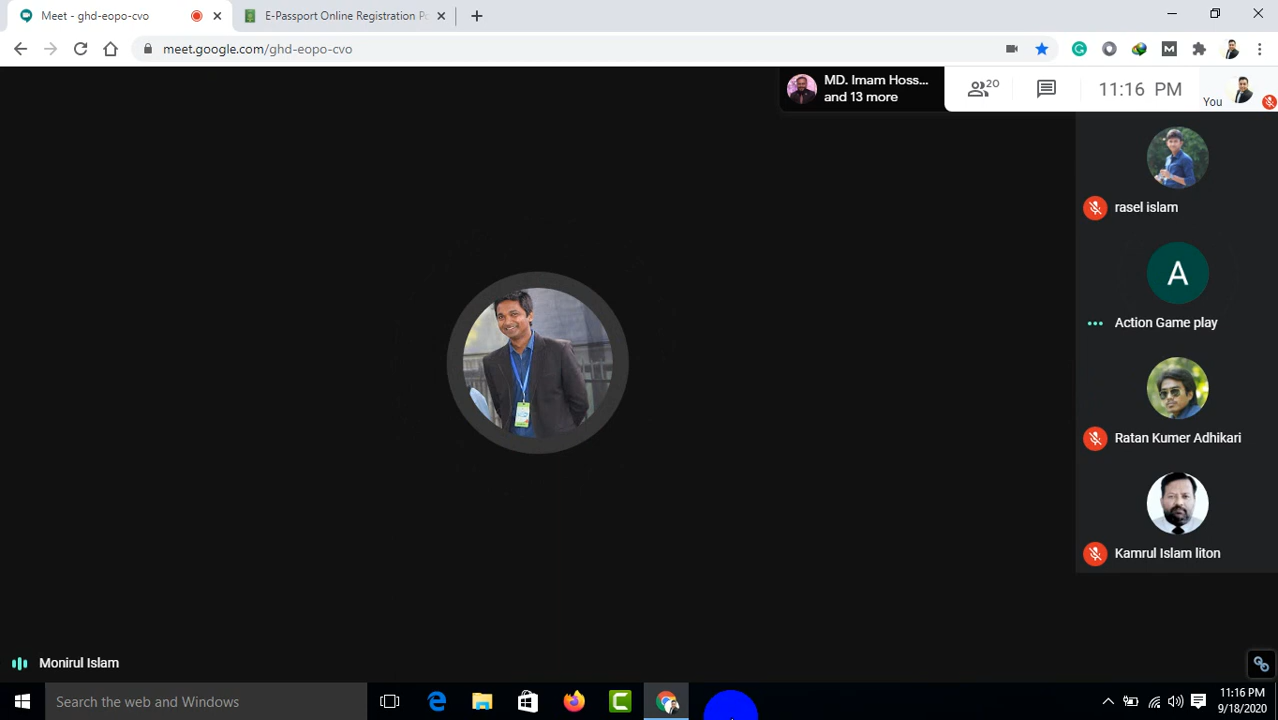 Meet - ghd-eopo-cvo
E-Passport Online Registration Po
meet.google.com/ghd-eopo-cvo
MD. Imam Hoss...
and 13 more
20
11:16 PM
You
rasel islam
A
Action Game play
Ratan Kumer Adhikari
Kamrul Islam liton
Monirul Islam
Search the web and Windows
11:16 PM
9/18/2020